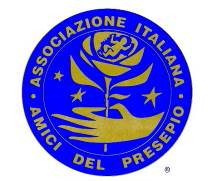 ASSOCIAZIONE ITALIANA
AMICI DEL PRESEPIO
®